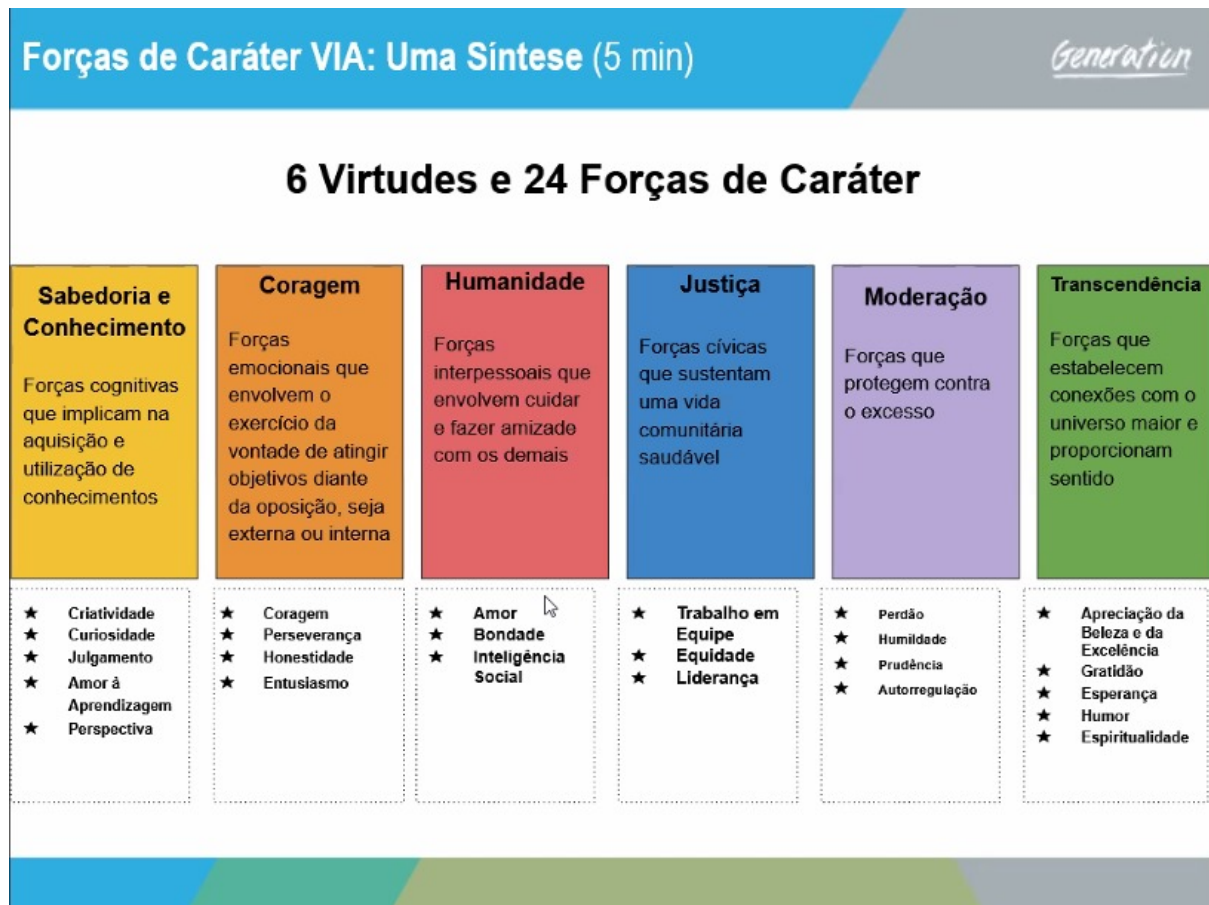 Forças de Caráter VIA: Uma Síntese (5 min)
Generation
6 Virtudes e 24 Forças de Caráter
Sabedoria e
Conhecimento
Forças cognitivas
que implicam na
aquisição e
utilização de
conhecimentos
Coragem
Forças
emocionais que
envolvem o
exercício da
vontade de atingir
objetivos diante
da oposição, seja
externa ou interna
Humanidade
Forças
interpessoais que
envolvem cuidar
e fazer amizade
com os demais
Justiça
Forças cívicas
que sustentam
uma vida
comunitária
saudável
Moderação
Forças que
protegem contra
o excesso
Transcendência
Forças que
estabelecem
conexões com o
universo maior e
proporcionam
sentido
★ Criatividade
★ Curiosidade
★ Julgamento
★ Amor à
Aprendizagem
★ Perspectiva
★ Coragem
★ Perseverança
★ Honestidade
★ Entusiasmo
★ Amor
★ Bondade
★ Inteligência
Social
★ Trabalho em
Equipe
★ Equidade
★ Liderança
★ Perdão
★ Humildade
★ Prudência
★ Autorregulação
★ Apreciação da
Beleza e da
Excelência
★ Gratidão
★ Esperança
★ Humor
★ Espiritualidade